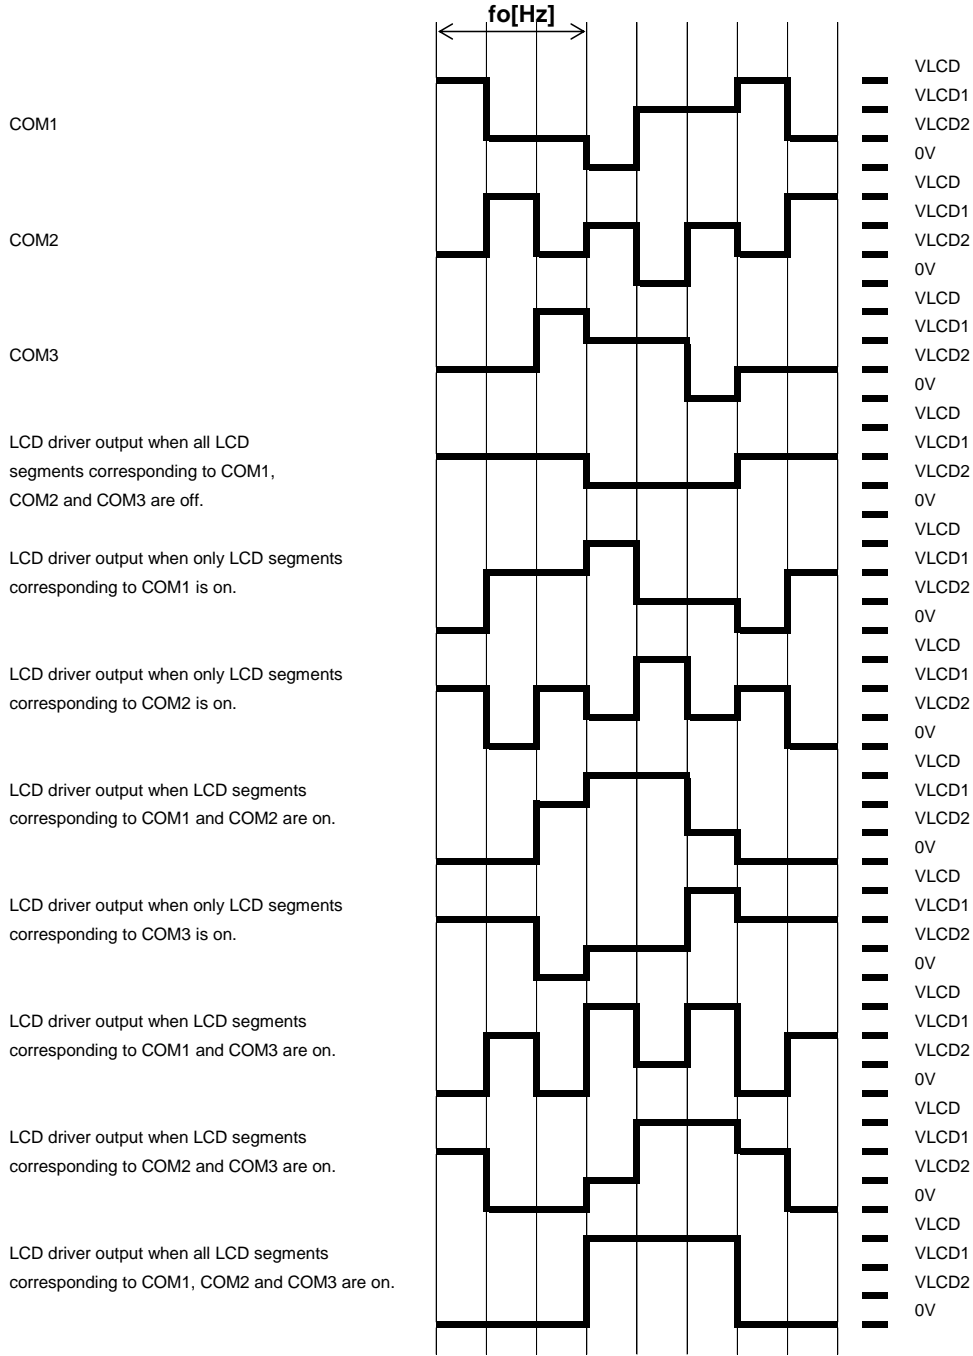 fo[Hz]
VLCD
VLCD1
COM1
VLCD2
0V
VLCD
VLCD1
COM2
VLCD2
0V
VLCD
VLCD1
COM3
VLCD2
0V
VLCD
LCD driver output when all LCD
VLCD1
segments corresponding to COM1,
VLCD2
COM2 and COM3 are off.
0V
VLCD
LCD driver output when only LCD segments
VLCD1
corresponding to COM1 is on.
VLCD2
0V
VLCD
LCD driver output when only LCD segments
VLCD1
corresponding to COM2 is on.
VLCD2
0V
VLCD
LCD driver output when LCD segments
VLCD1
corresponding to COM1 and COM2 are on.
VLCD2
0V
VLCD
LCD driver output when only LCD segments
VLCD1
corresponding to COM3 is on.
VLCD2
0V
VLCD
LCD driver output when LCD segments
VLCD1
corresponding to COM1 and COM3 are on.
VLCD2
0V
VLCD
LCD driver output when LCD segments
VLCD1
corresponding to COM2 and COM3 are on.
VLCD2
0V
VLCD
LCD driver output when all LCD segments
VLCD1
corresponding to COM1, COM2 and COM3 are on.
VLCD2
0V